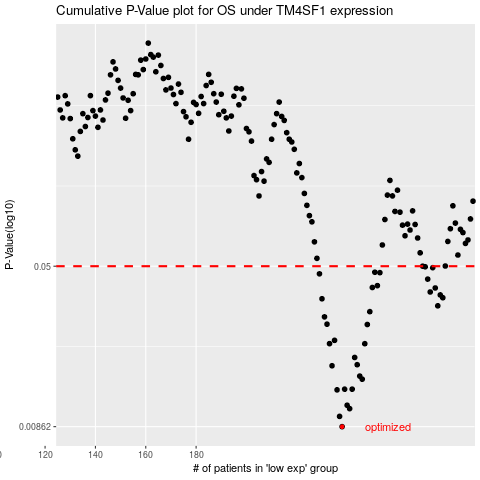 Cumulative P-Value plot for OS under TM4SF1 expression
P-Value(log10)
0.05
0.00862
optimized
0 120 140 160 180
# of patients in 'low exp' group